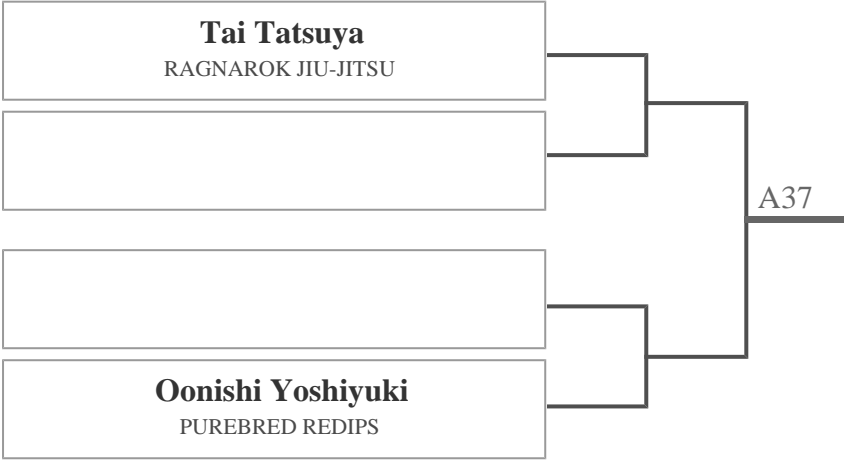 Tai Tatsuya
RAGNAROK JIU-JITSU
A37
Oonishi Yoshiyuki
PUREBRED REDIPS